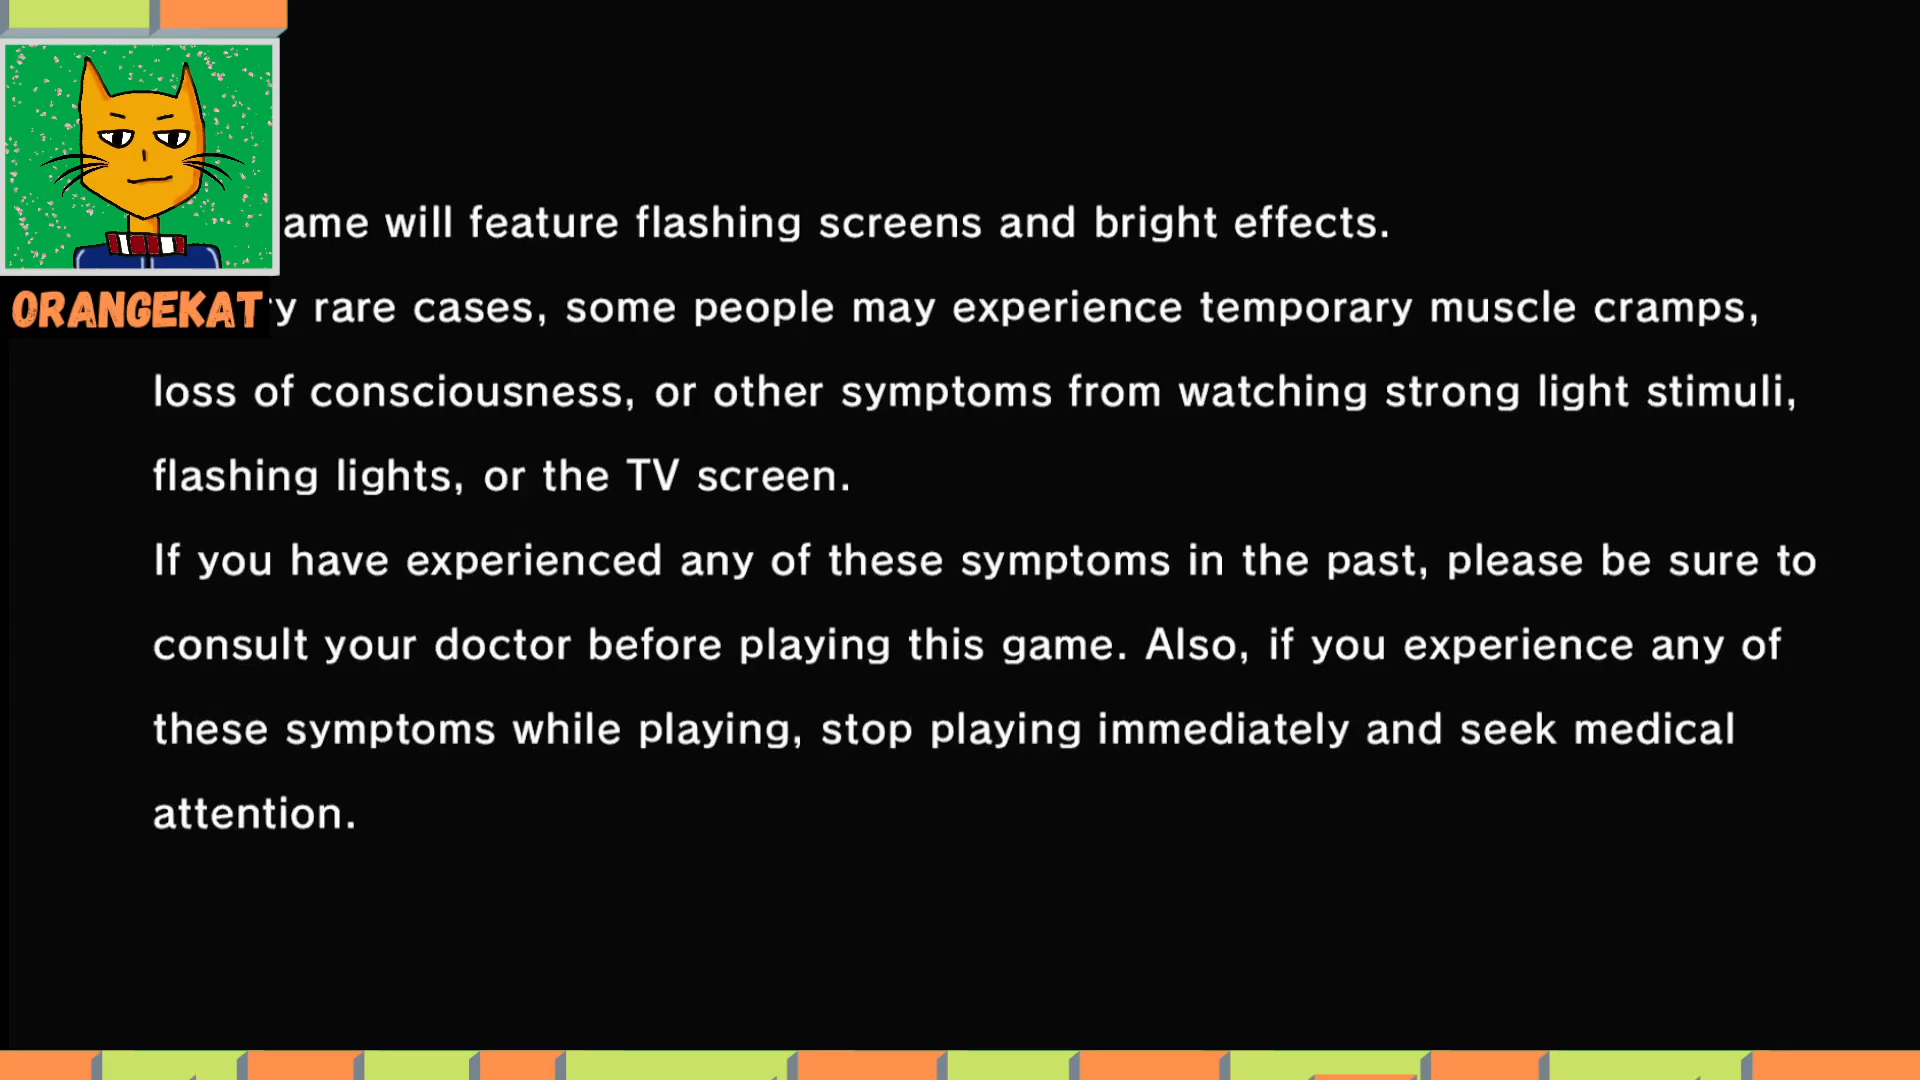 ame will feature flashing screens and bright effects.
ORANGEKAT
y rare cases, some people may experience temporary muscle cramps,
loss of consciousness, or other symptoms from watching strong light stimuli,
flashing lights, or the TV screen.
If you have experienced any of these symptoms in the past, please be sure to
consult your doctor before playing this game. Also, if you experience any of
these symptoms while playing, stop playing immediately and seek medical
attention.